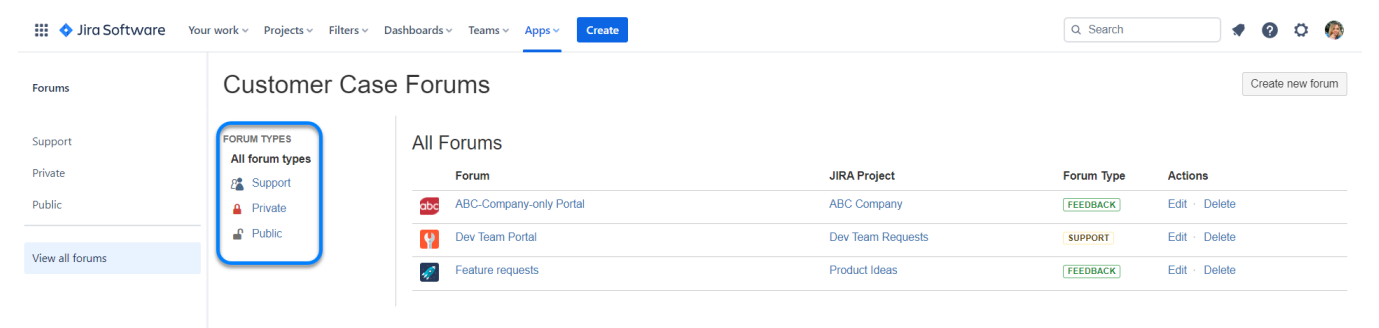 Jira Software Your work Projects Filters Dashboards Teams Apps Create Search
Forums
Support
Private
Public
View all forums
Customer Case Forums
Create new forum
FORUM TYPES
All forum types
Support
Private
Public
All Forums
Forum JIRA Project Forum Type Actions
abc ABC-Company-only Portal ABC Company FEEDBACK Edit · Delete
Dev Team Portal Dev Team Requests SUPPORT Edit · Delete
Feature requests Product Ideas FEEDBACK Edit · Delete